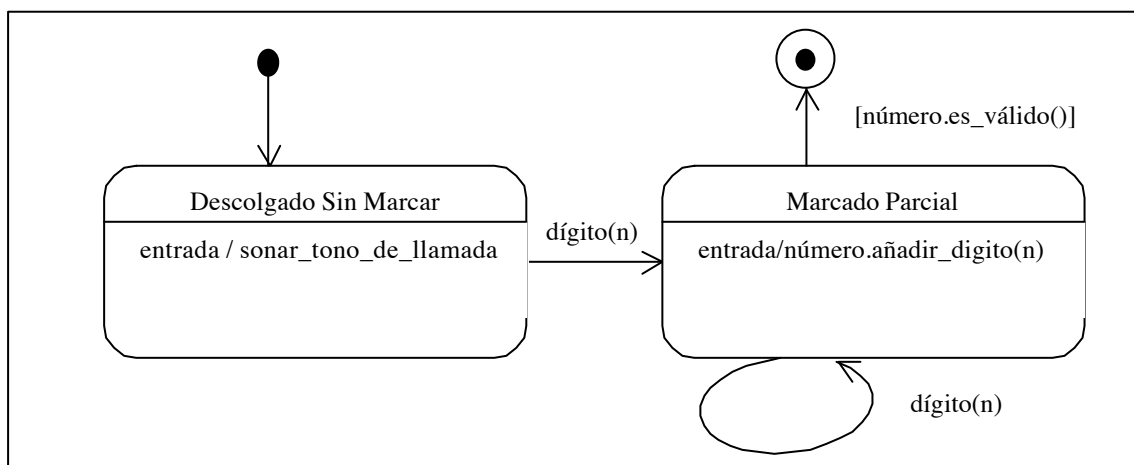 [número.es_válido()]
Descolgado Sin Marcar
entrada / sonar_tono_de_llamada
dígito(n)
Marcado Parcial
entrada/número.añadir_digito(n)
dígito(n)